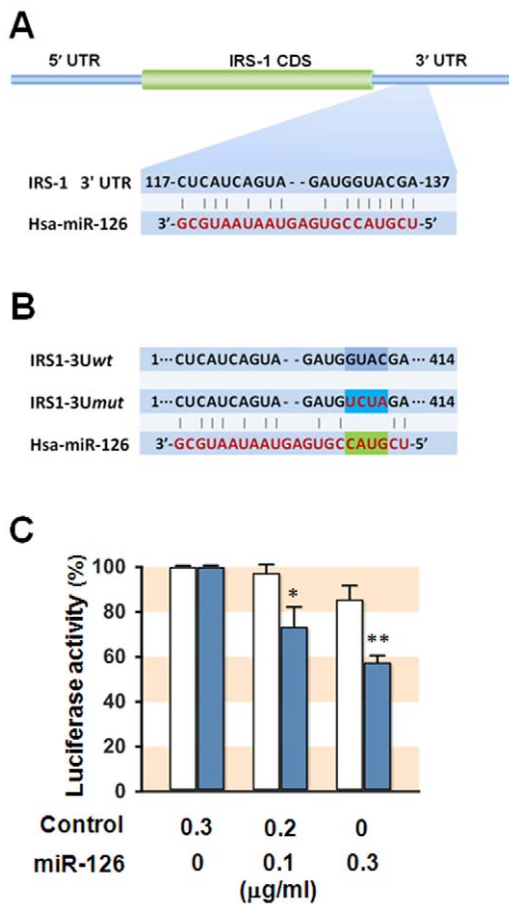 A
5′ UTR IRS-1 CDS 3′ UTR
IRS-1 3' UTR 117-CUCAUCAGUA--GAUGGUACGA-137
Hsa-miR-126 3′-GCGUAAUAAUGAGUGCCAUGCU-5′
B
IRS1-3Uwt 1···CUCAUCAGUA--GAUGGUACGA··· 414
IRS1-3Umut 1···CUCAUCAGUA--GAUGUCUAGA··· 414
Hsa-miR-126 3′-GCGUAAUAAUGAGUGCCAUGCU-5′
C
Luciferase activity (%)
100
80
60
40
20
0
*
**
Control 0.3 0.2 0
miR-126 0 0.1 0.3
(µg/ml)